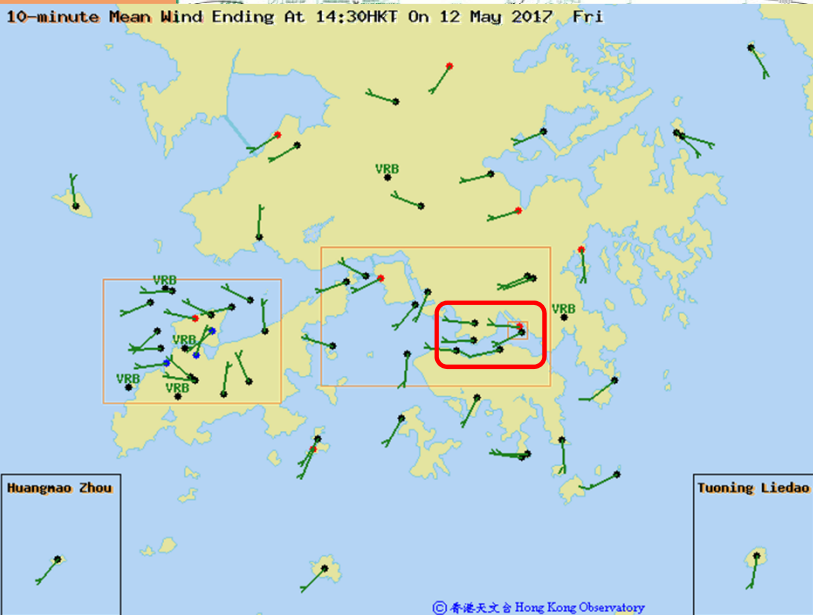 10-minute Mean Wind Ending At 14:30HKT On 12 May 2017 Fri
VRB
VRB
VRB
VRB
VRB
VRB
Huangmao Zhou
Tuoning Liedao
© 香港天文台 Hong Kong Observatory